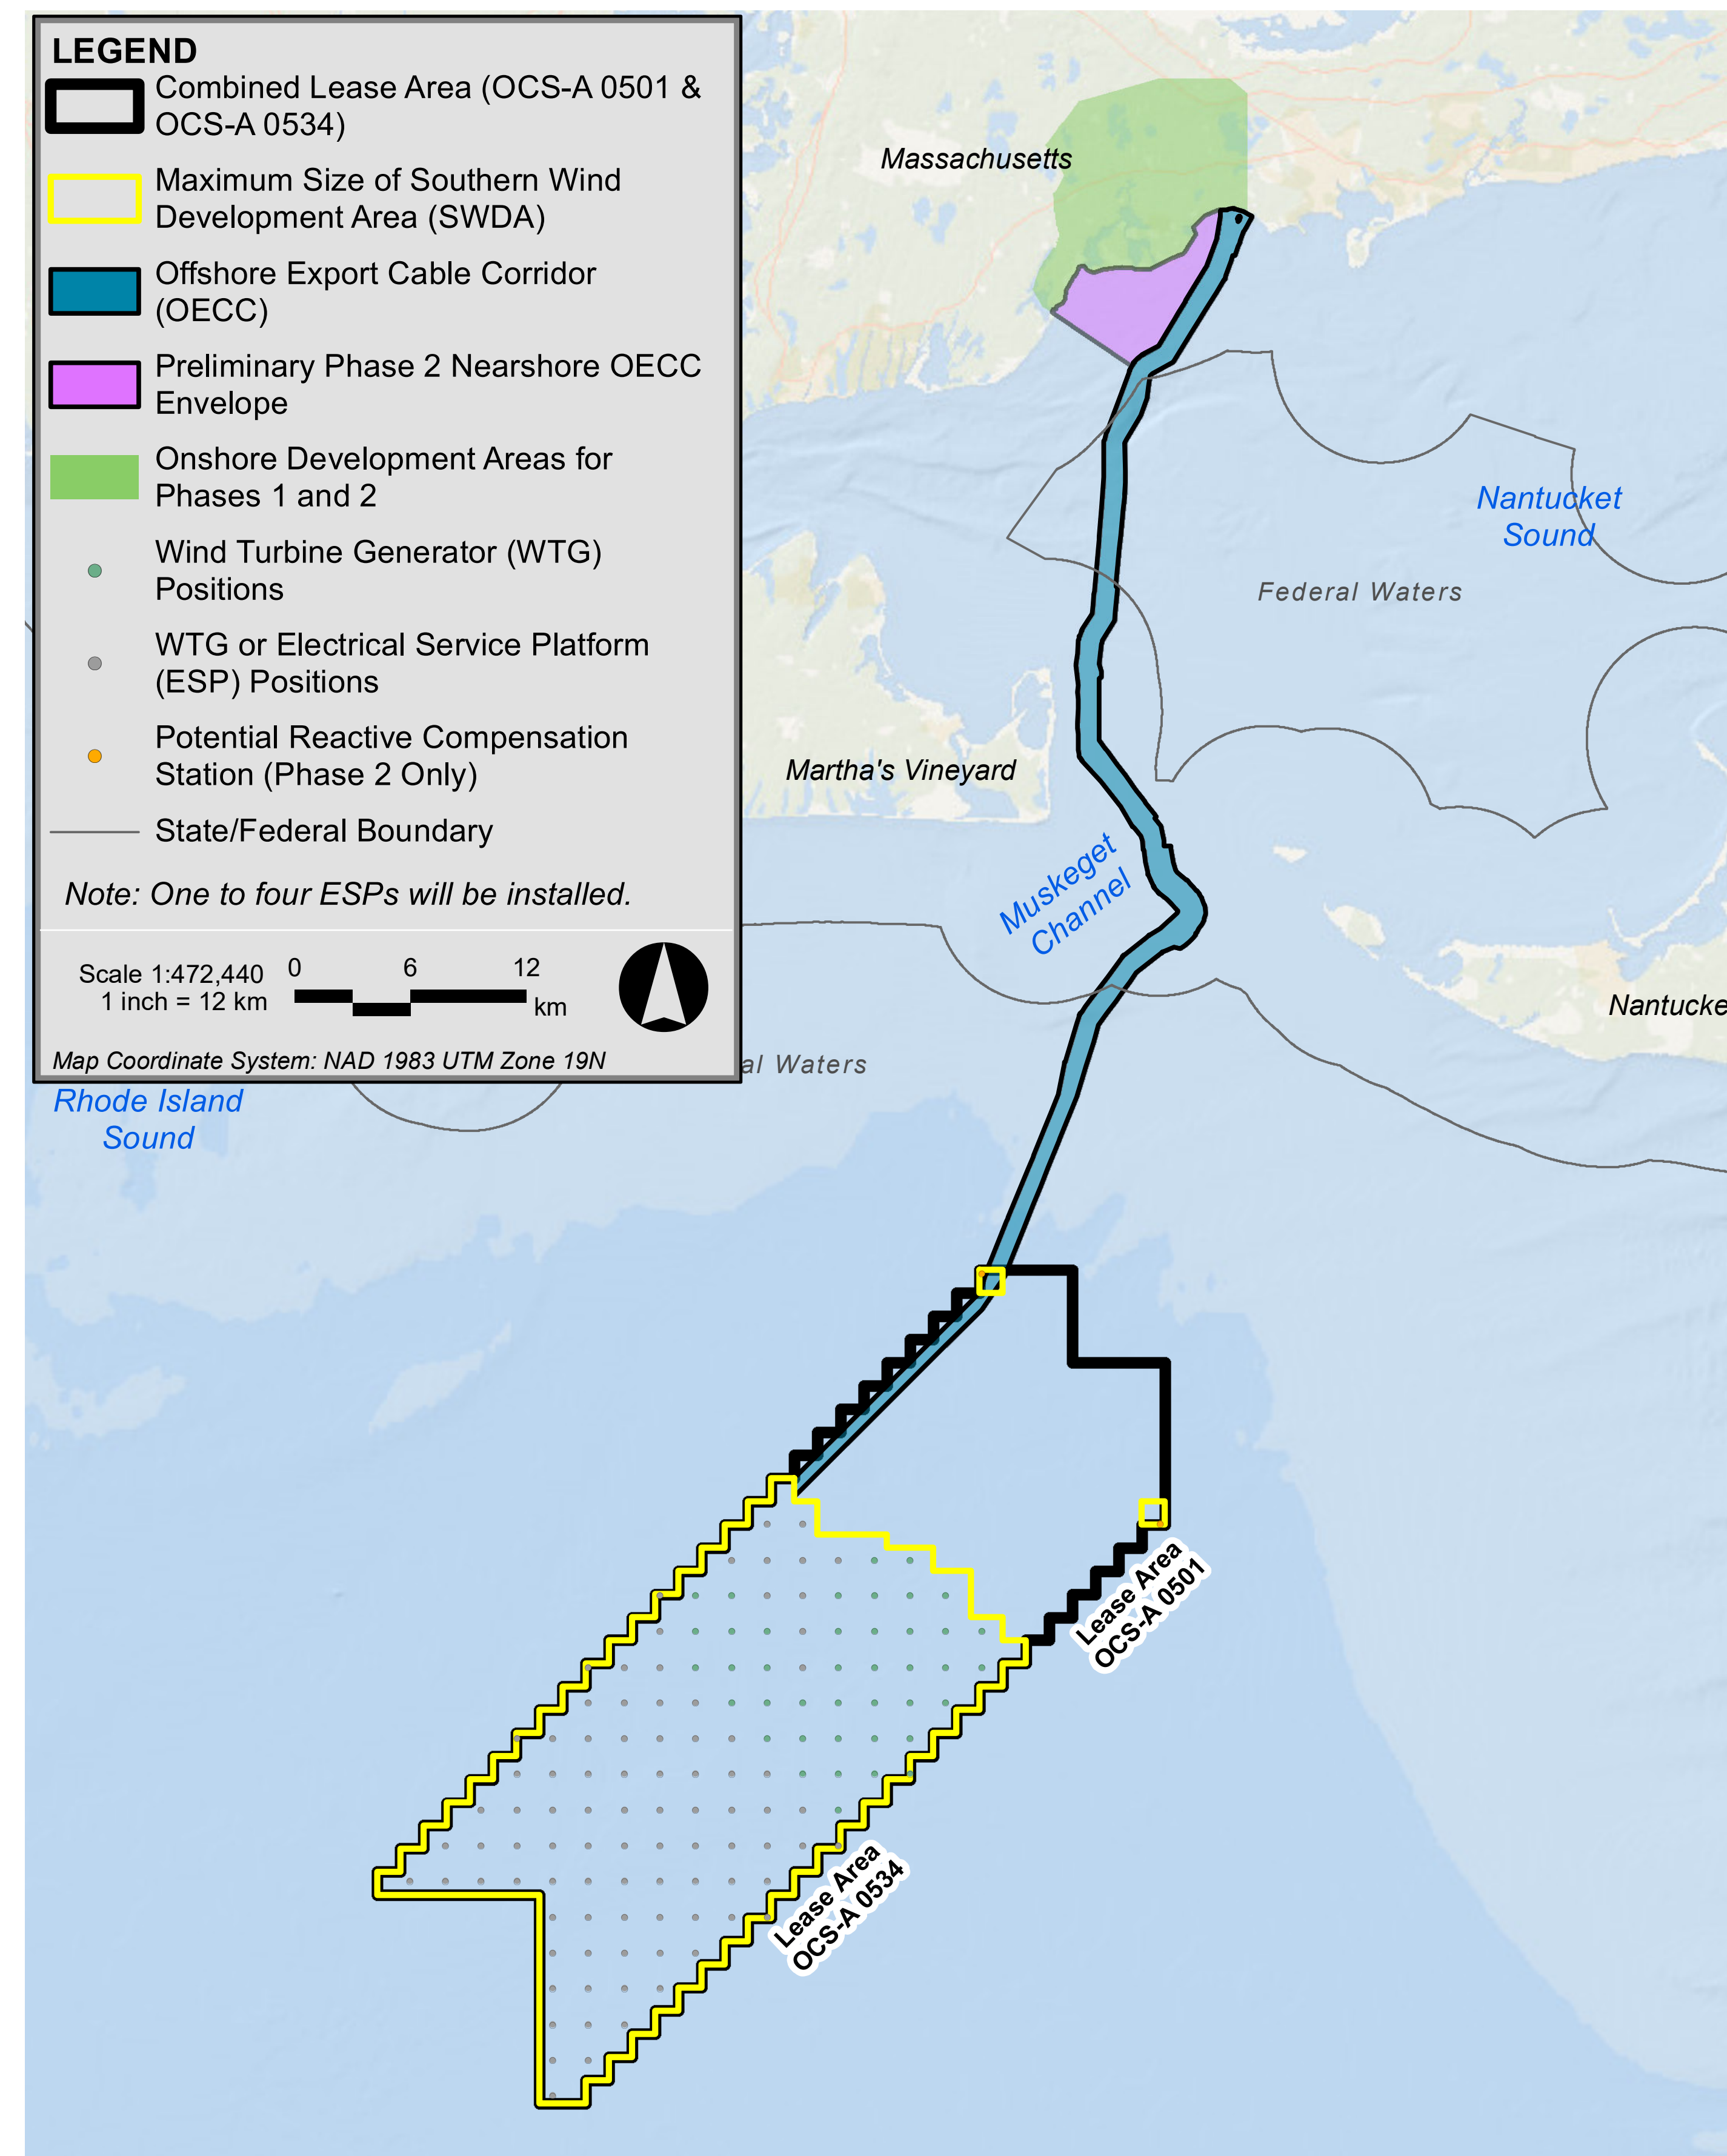 LEGEND
Combined Lease Area (OCS-A 0501 &
OCS-A 0534)
Maximum Size of Southern Wind
Development Area (SWDA)
Offshore Export Cable Corridor
(OECC)
Preliminary Phase 2 Nearshore OECC
Envelope
Onshore Development Areas for
Phases 1 and 2
Wind Turbine Generator (WTG)
Positions
WTG or Electrical Service Platform
(ESP) Positions
Potential Reactive Compensation
Station (Phase 2 Only)
State/Federal Boundary
Note: One to four ESPs will be installed.
Scale 1:472,440
1 inch = 12 km
0 6 12
km
Map Coordinate System: NAD 1983 UTM Zone 19N
Massachusetts
Nantucket
Sound
Federal Waters
Martha's Vineyard
Muskeget
Channel
Nantucke
al Waters
Rhode Island
Sound
Lease Area
OCS-A 0501
Lease Area
OCS-A 0534